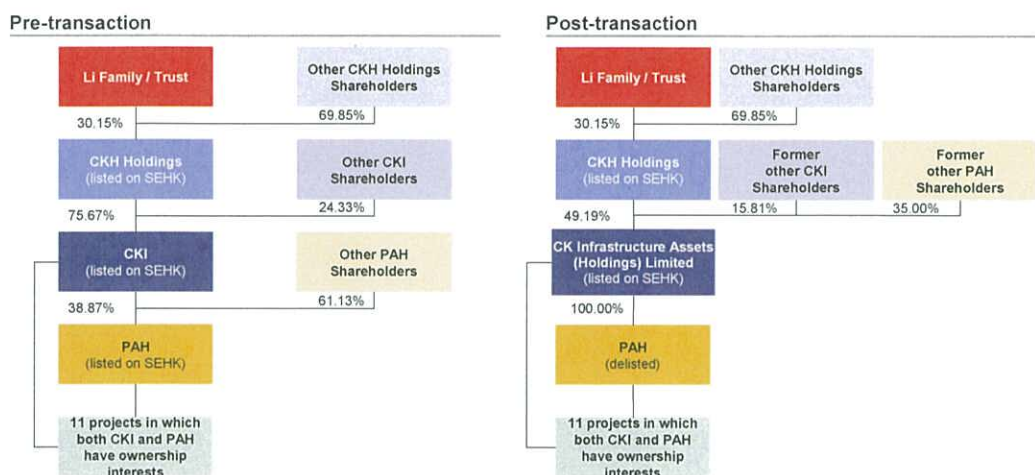 Pre-transaction
Li Family / Trust
Other CKH Holdings
Shareholders
30.15%
69.85%
CKH Holdings
(listed on SEHK)
Other CKI
Shareholders
75.67%
24.33%
CKI
(listed on SEHK)
Other PAH
Shareholders
38.87%
61.13%
PAH
(listed on SEHK)
11 projects in which
both CKI and PAH
have ownership
interests
Post-transaction
Li Family / Trust
Other CKH Holdings
Shareholders
30.15%
69.85%
CKH Holdings
(listed on SEHK)
Former
other CKI
Shareholders
Former
other PAH
Shareholders
49.19%
15.81%
35.00%
CK Infrastructure Assets
(Holdings) Limited
(listed on SEHK)
100.00%
PAH
(delisted)
11 projects in which
both CKI and PAH
have ownership
interests